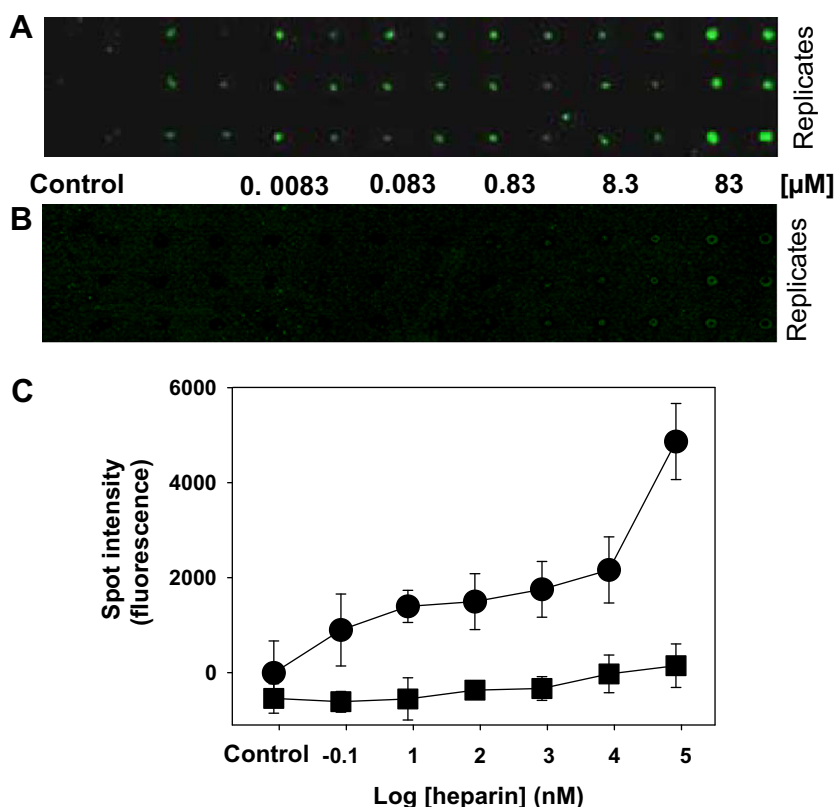 A
Replicates
Control 0. 0083 0.083 0.83 8.3 83 [µM]
B
Replicates
C
6000
4000
2000
0
Spot intensity
(fluorescence)
Control -0.1 1 2 3 4 5
Log [heparin] (nM)